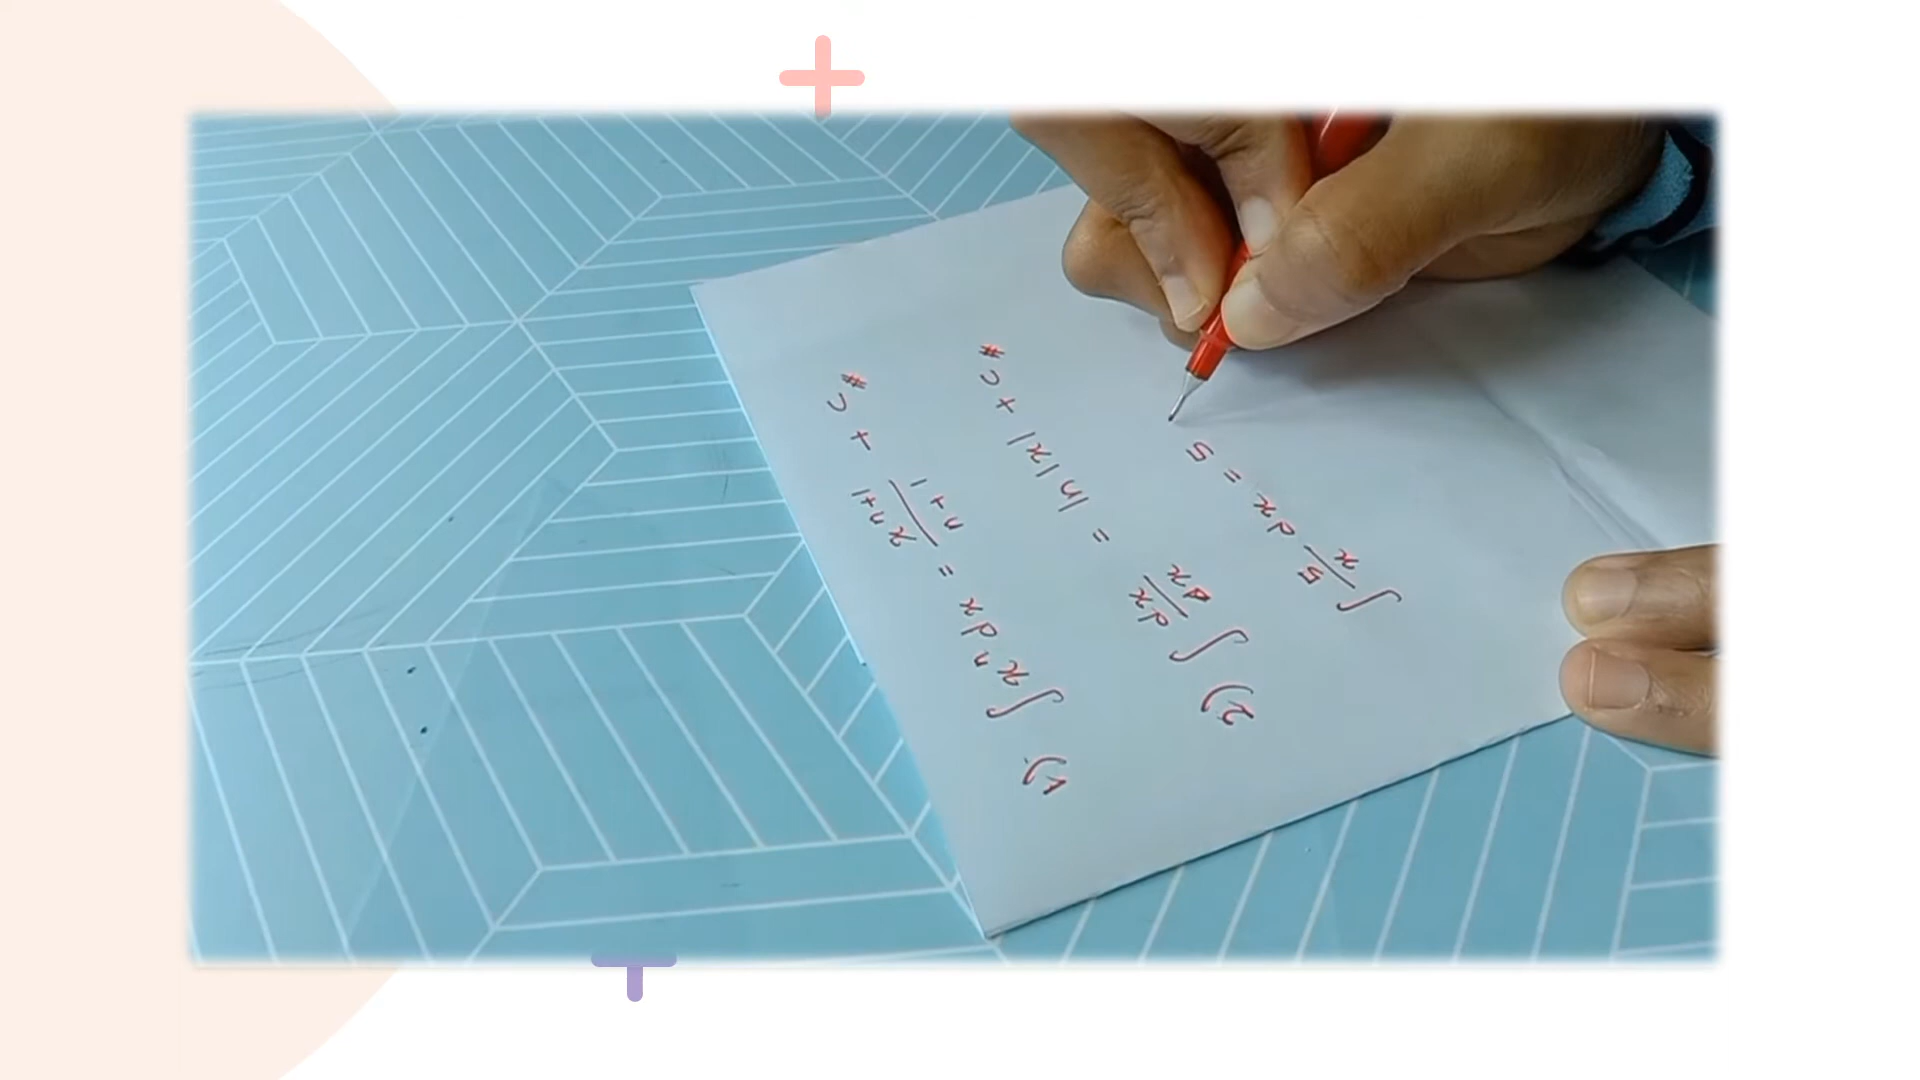 1) ∫ xⁿ dx = xⁿ⁺¹/n+1 + c #
2) ∫ dx/x = ln |x| + c #
∫ 5/x dx = 5